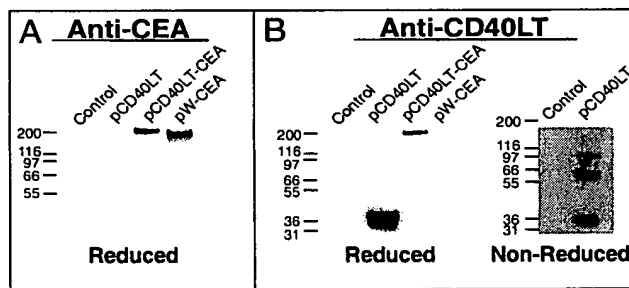 A Anti-CEA
Control
pCD40LT
pCD40LT-CEA
pW-CEA
200
116
97
66
55
Reduced
B Anti-CD40LT
Control
pCD40LT
pCD40LT-CEA
pW-CEA
200
116
97
66
55
36
31
Reduced
Control
pCD40LT
200
116
97
66
55
36
31
Non-Reduced